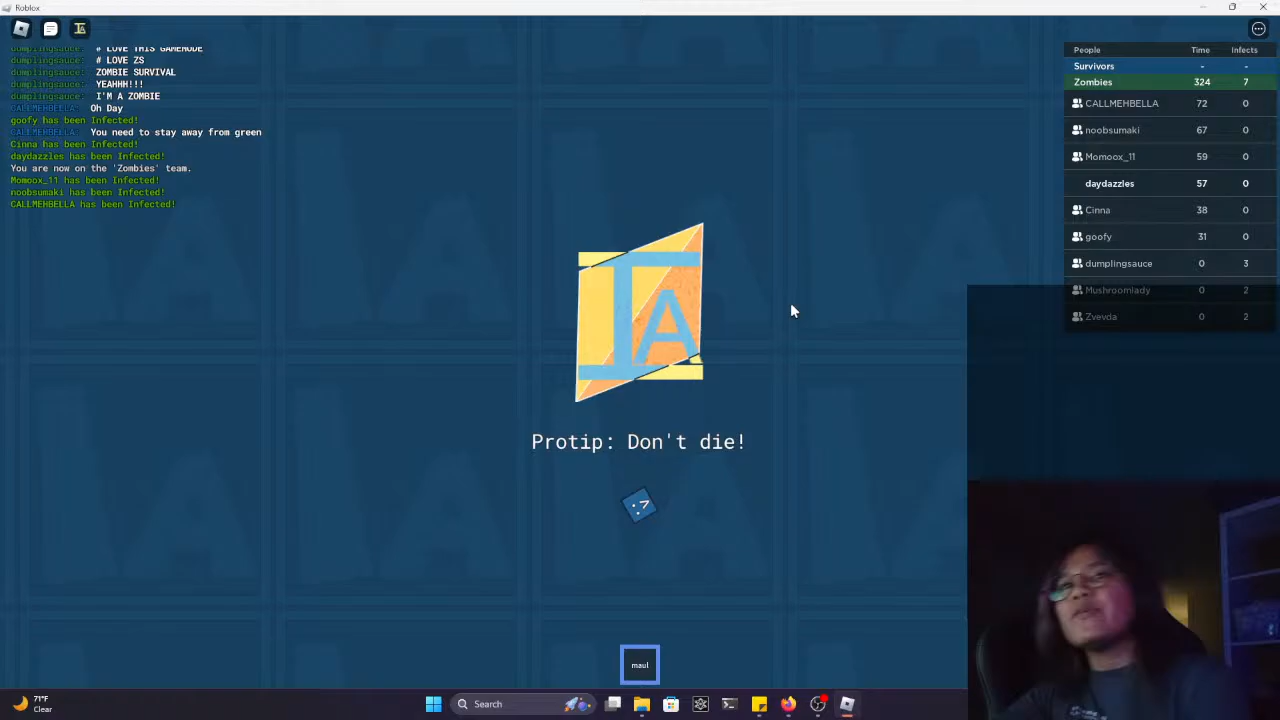 Roblox
dumplingsauce: # LOVE THIS GAMEMODE
dumplingsauce: # LOVE ZS
dumplingsauce: ZOMBIE SURVIVAL
dumplingsauce: YEAHHH!!!
dumplingsauce: I'M A ZOMBIE
CALLMEHBELLA: Oh Day
goofy has been Infected!
CALLMEHBELLA: You need to stay away from green
Cinna has been Infected!
daydazzles has been Infected!
You are now on the 'Zombies' team.
Momoox_11 has been Infected!
noobsumaki has been Infected!
CALLMEHBELLA has been Infected!
People Time Infects
Survivors - -
Zombies 324 7
CALLMEHBELLA 72 0
noobsumaki 67 0
Momoox_11 59 0
daydazzles 57 0
Cinna 38 0
goofy 31 0
dumplingsauce 0 3
Mushroomiady 0 2
Zvevda 0 2
IA
Protip: Don't die!
:>
maul
71°F
Clear
Search